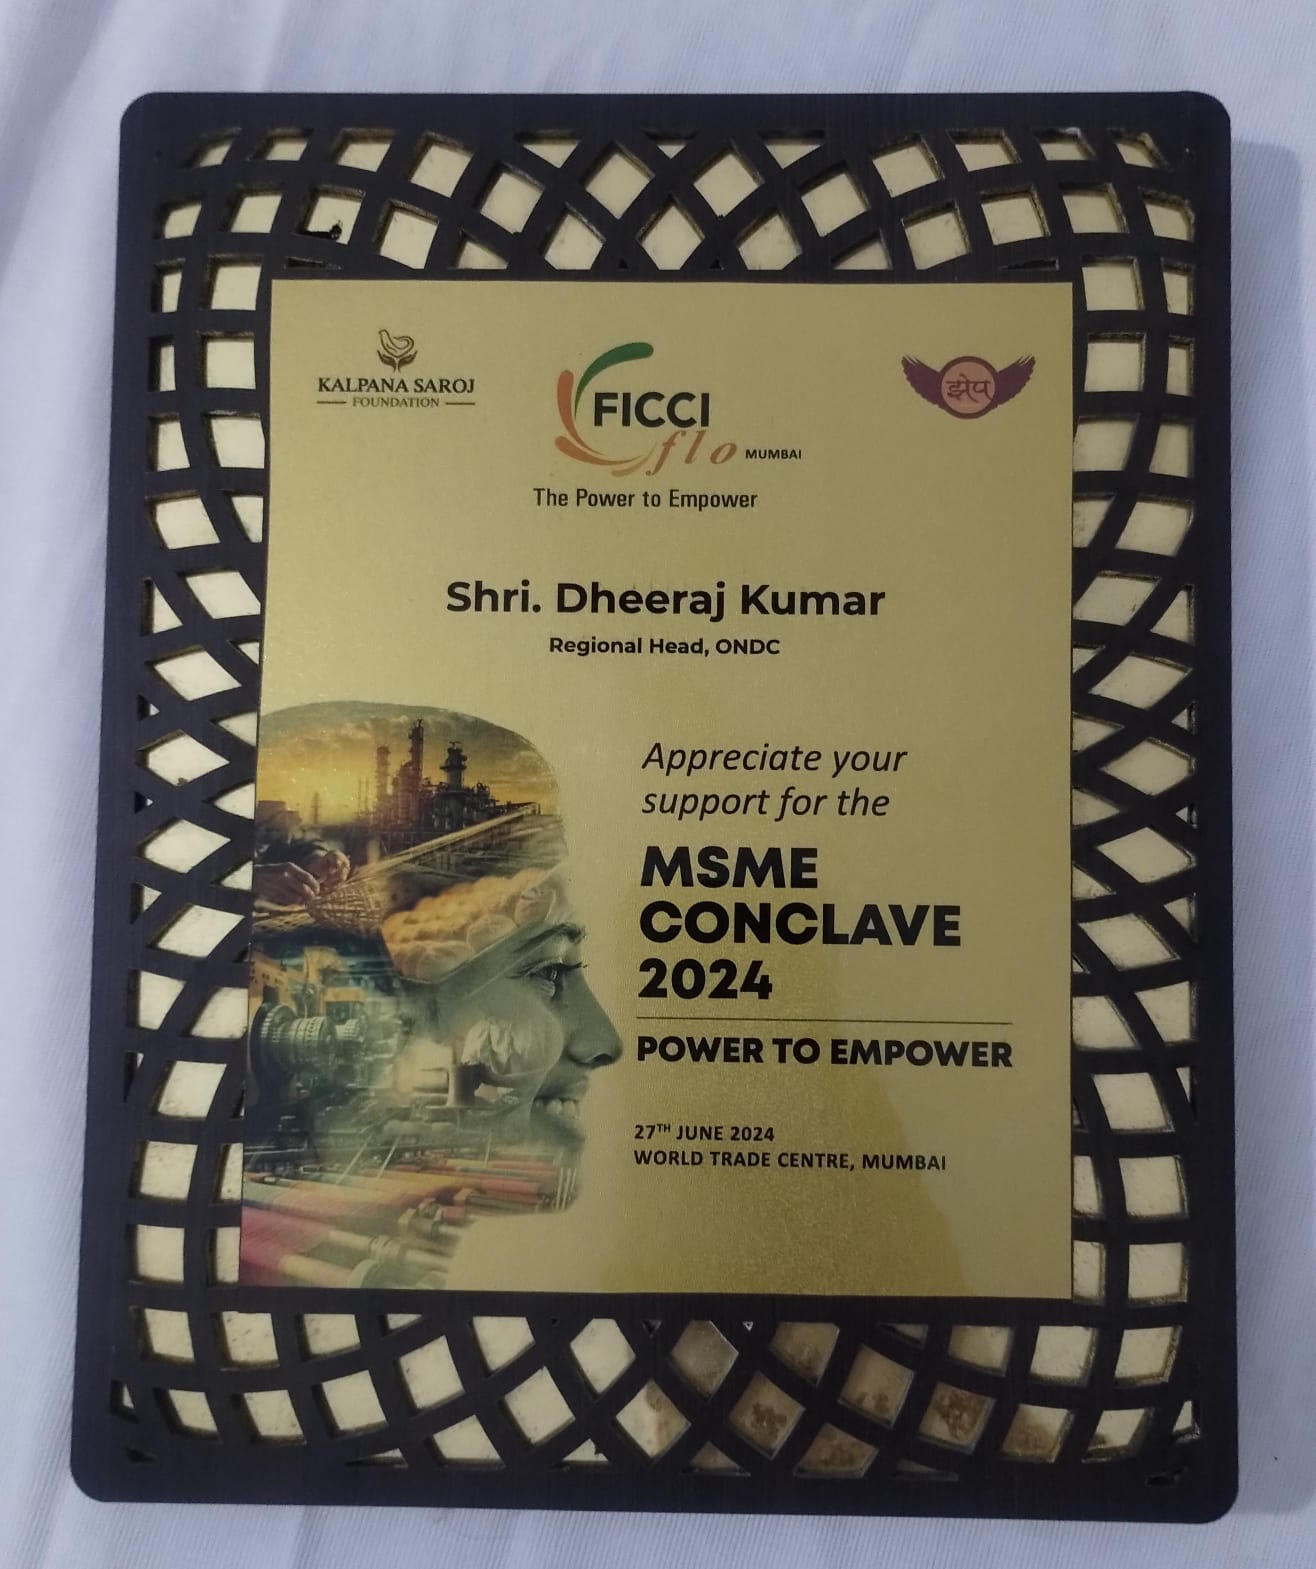 KALPANA SAROJ
FOUNDATION
FICCI
flo MUMBAI
The Power to Empower
झेप
Shri. Dheeraj Kumar
Regional Head, ONDC
Appreciate your
support for the
MSME
CONCLAVE
2024
POWER TO EMPOWER
27TH JUNE 2024
WORLD TRADE CENTRE, MUMBAI